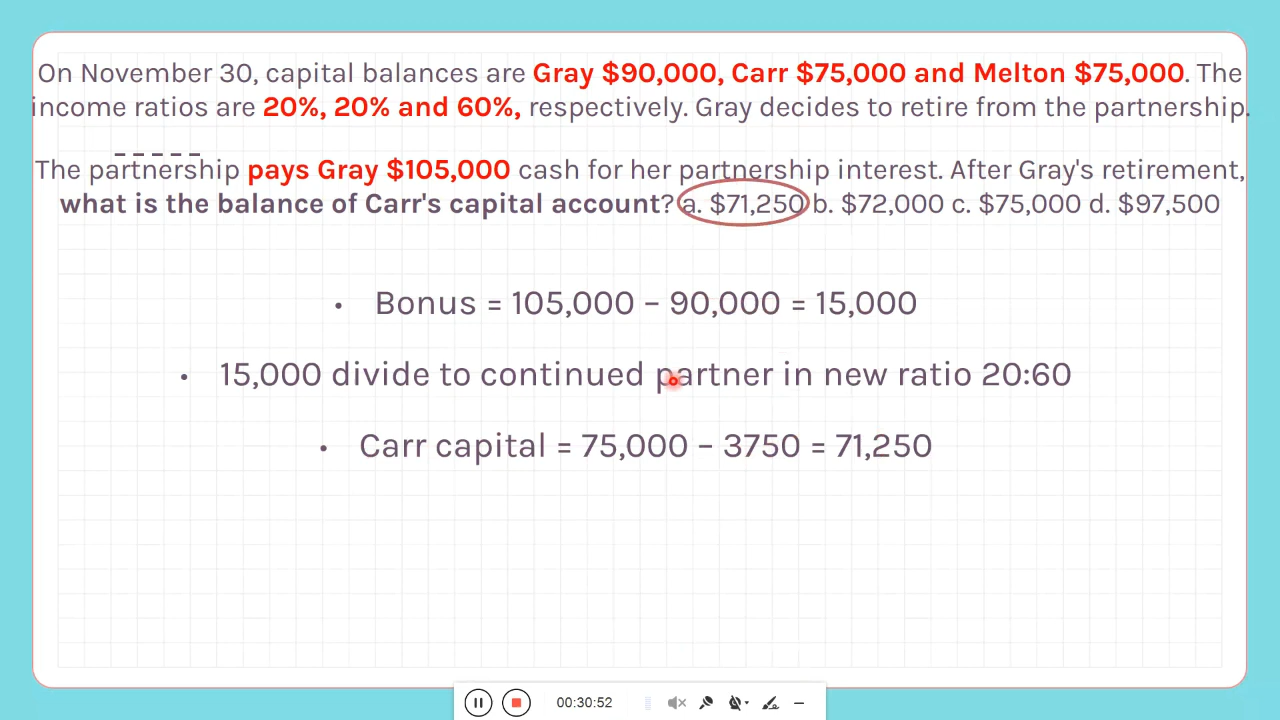 On November 30, capital balances are Gray $90,000, Carr $75,000 and Melton $75,000. The
income ratios are 20%, 20% and 60%, respectively. Gray decides to retire from the partnership.
The partnership pays Gray $105,000 cash for her partnership interest. After Gray's retirement,
what is the balance of Carr's capital account? a. $71,250 b. $72,000 c. $75,000 d. $97,500
• Bonus = 105,000 – 90,000 = 15,000
• 15,000 divide to continued partner in new ratio 20:60
• Carr capital = 75,000 – 3750 = 71,250
00:30:52